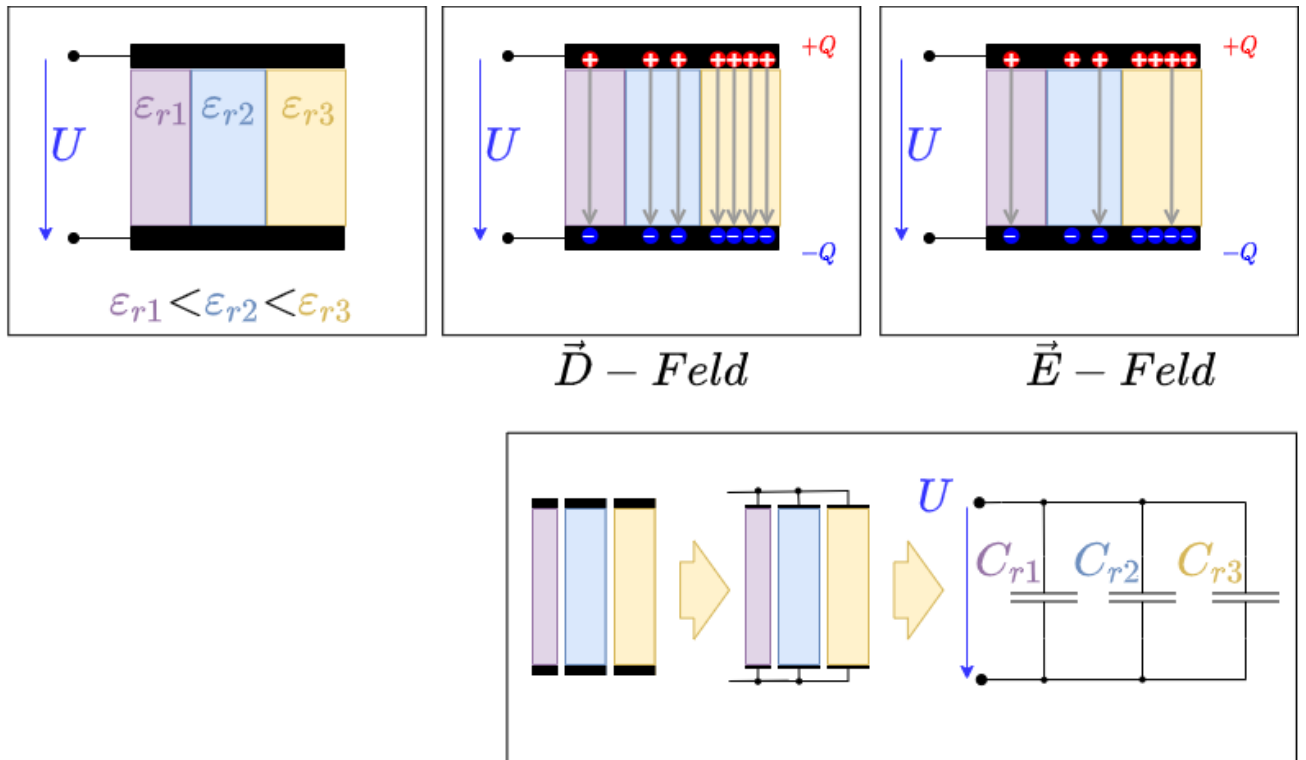 U
εr1 εr2 εr3
εr1<εr2<εr3
U
+Q
−Q
D⃗ − Feld
U
+Q
−Q
E⃗ − Feld
U
Cr1 Cr2 Cr3